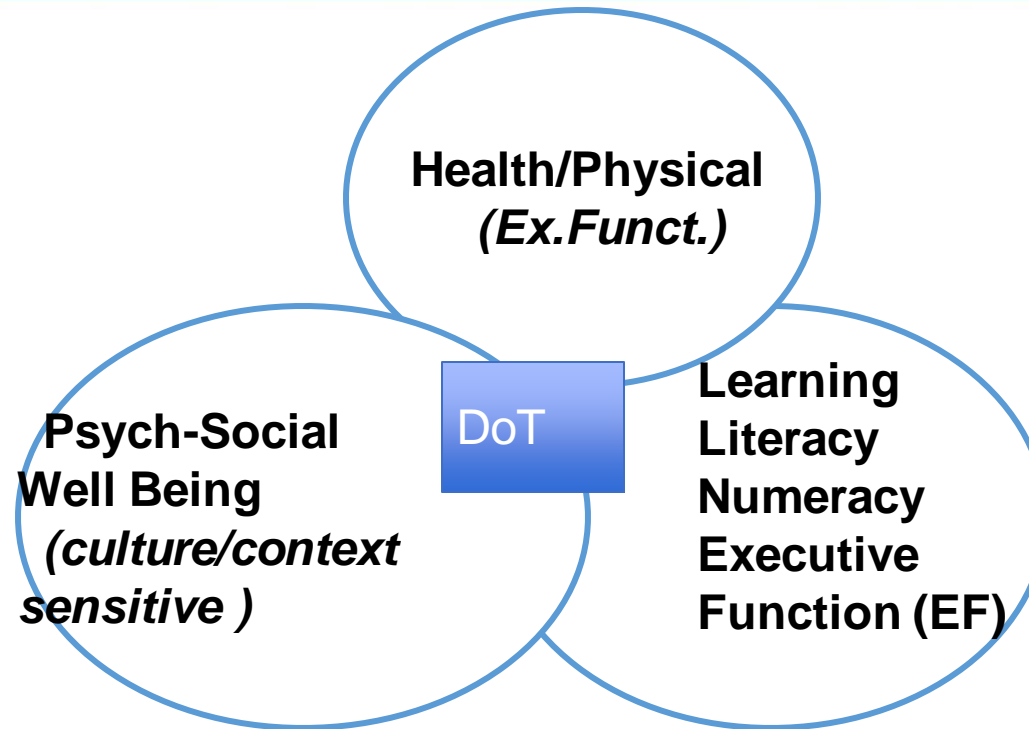 Health/Physical
(Ex.Funct.)
DoT
Psych-Social
Well Being
(culture/context
sensitive )
Learning
Literacy
Numeracy
Executive
Function (EF)